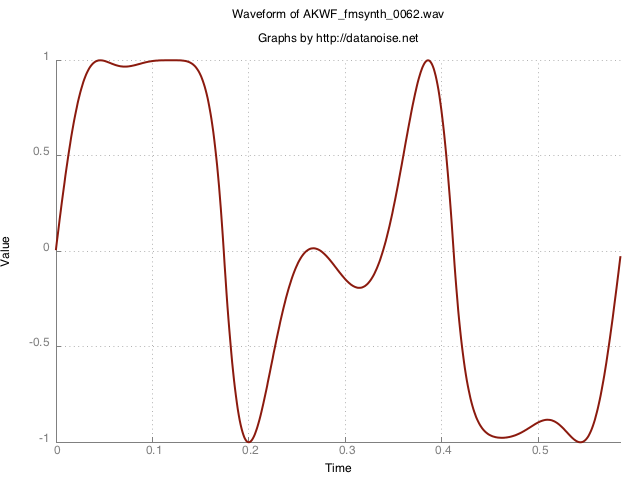 Waveform of AKWF_fmsynth_0062.wav
Graphs by http://datanoise.net
1
0.5
0
-0.5
-1
Value
0
0.1
0.2
0.3
0.4
0.5
Time